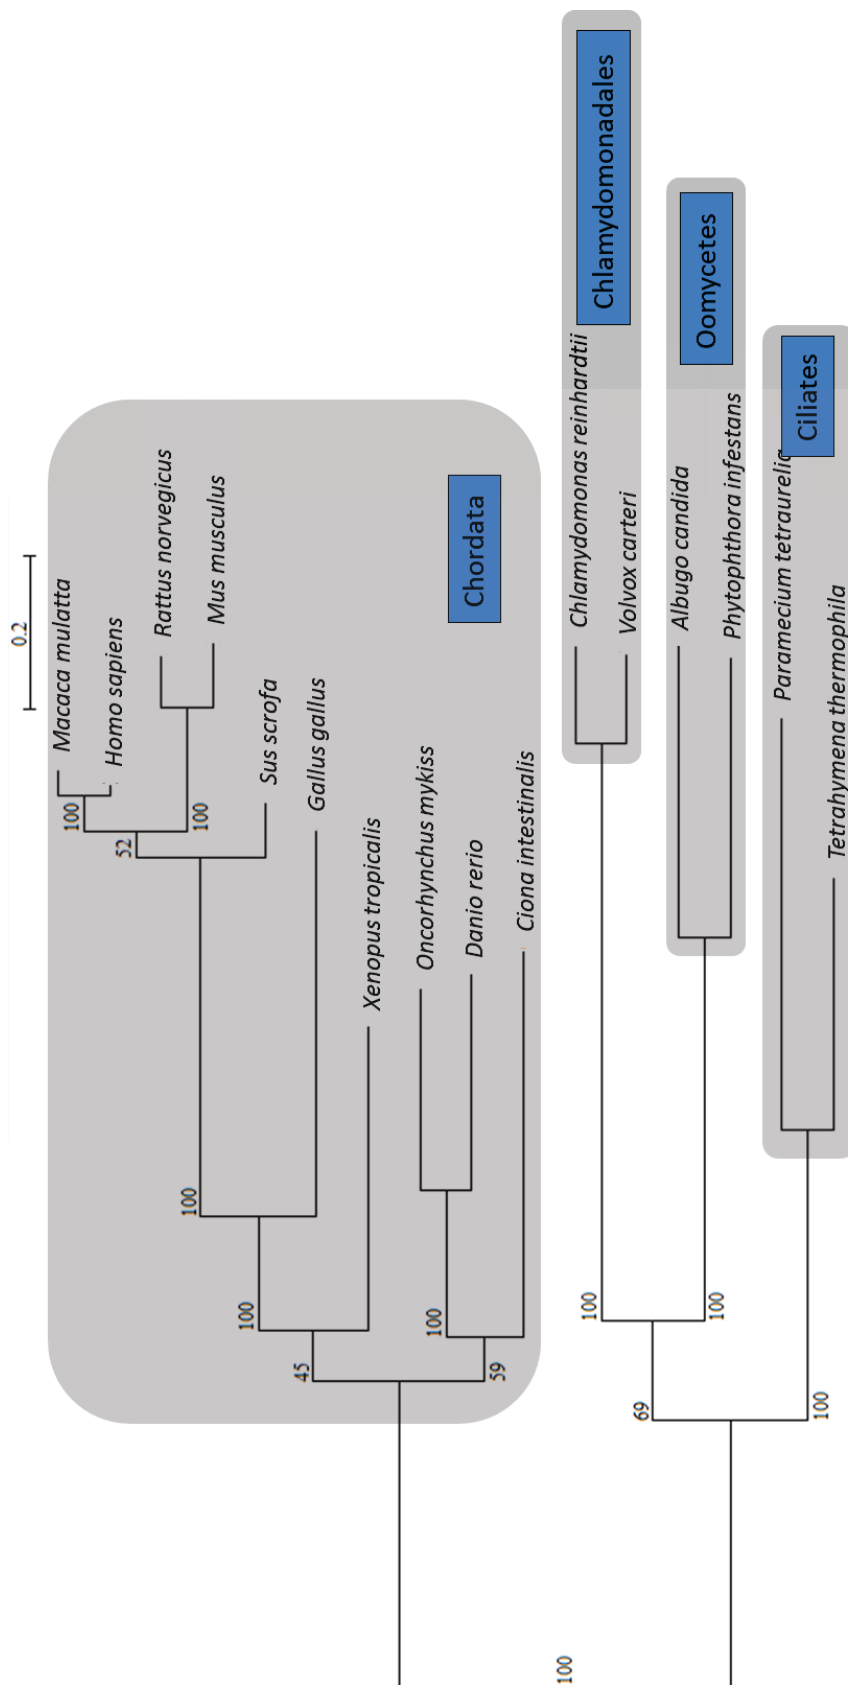 0.2
Macaca mulatta
Homo sapiens
Rattus norvegicus
Mus musculus
Sus scrofa
Gallus gallus
Xenopus tropicalis
Oncorhynchus mykiss
Danio rerio
Ciona intestinalis
Chordata
100
52
100
100
100
100
45
59
Chlamydomonas reinhardtii
Volvox carteri
Chlamydomonadales
Albugo candida
Phytophthora infestans
Oomycetes
Paramecium tetraurelia
Tetrahymena thermophila
Ciliates
100
100
69
100
100